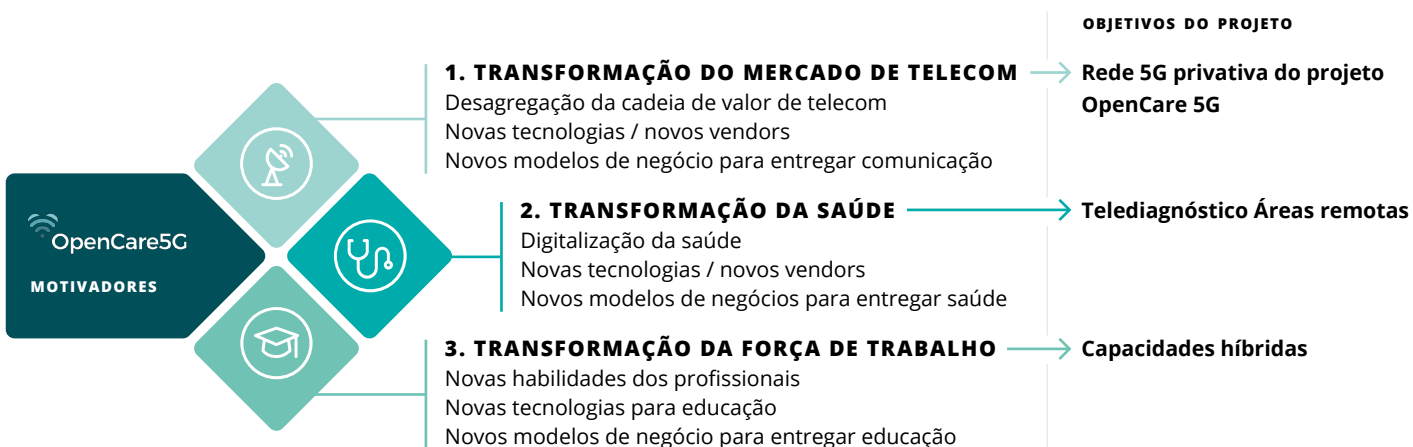 OBJETIVOS DO PROJETO
1. TRANSFORMAÇÃO DO MERCADO DE TELECOM
Desagregação da cadeia de valor de telecom
Novas tecnologias / novos vendors
Novos modelos de negócio para entregar comunicação
Rede 5G privativa do projeto
OpenCare 5G
OpenCare5G
MOTIVADORES
2. TRANSFORMAÇÃO DA SAÚDE
Digitalização da saúde
Novas tecnologias / novos vendors
Novos modelos de negócios para entregar saúde
Telediagnóstico Áreas remotas
3. TRANSFORMAÇÃO DA FORÇA DE TRABALHO
Novas habilidades dos profissionais
Novas tecnologias para educação
Novos modelos de negócio para entregar educação
Capacidades híbridas